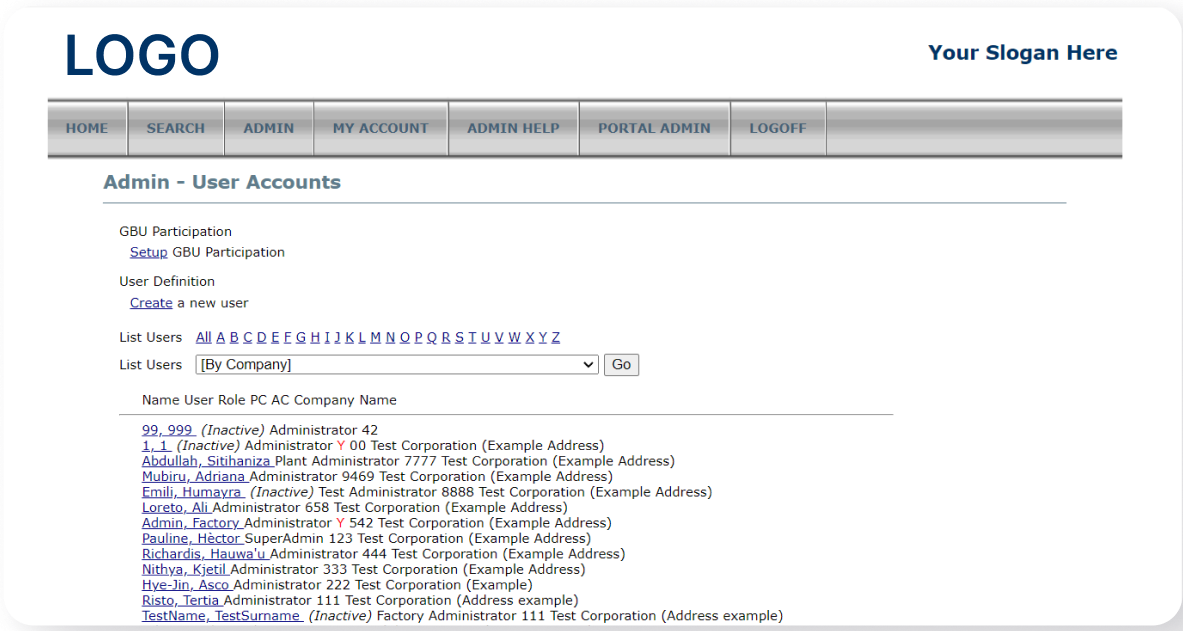 LOGO
Your Slogan Here
HOME SEARCH ADMIN MY ACCOUNT ADMIN HELP PORTAL ADMIN LOGOFF
Admin - User Accounts
GBU Participation
Setup GBU Participation
User Definition
Create a new user
List Users All A B C D E F G H I J K L M N O P Q R S T U V W X Y Z
List Users [By Company] Go
Name User Role PC AC Company Name
99, 999 (Inactive) Administrator 42
1, 1 (Inactive) Administrator Y 00 Test Corporation (Example Address)
Abdullah, Sitihaniza Plant Administrator 7777 Test Corporation (Example Address)
Mubiru, Adriana Administrator 9469 Test Corporation (Example Address)
Emili, Humayra (Inactive) Test Administrator 8888 Test Corporation (Example Address)
Loreto, Ali Administrator 658 Test Corporation (Example Address)
Admin, Factory Administrator Y 542 Test Corporation (Example Address)
Pauline, Hèctor SuperAdmin 123 Test Corporation (Example Address)
Richardis, Hauwa'u Administrator 444 Test Corporation (Example Address)
Nithya, Kjetil Administrator 333 Test Corporation (Example Address)
Hye-Jin, Asco Administrator 222 Test Corporation (Example)
Risto, Tertia Administrator 111 Test Corporation (Address example)
TestName, TestSurname (Inactive) Factory Administrator 111 Test Corporation (Address example)